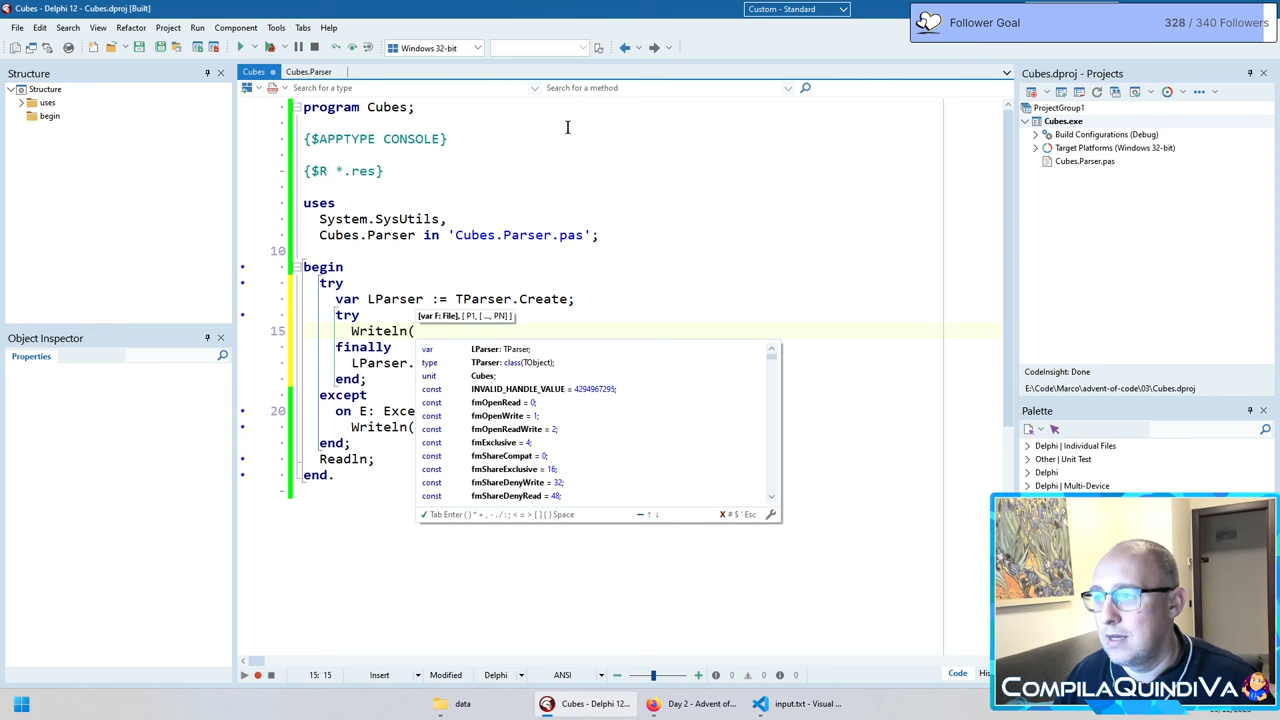 Cubes - Delphi 12 - Cubes.dproj [Built]
Custom - Standard
Follower Goal
328 / 340 Followers
File Edit Search View Refactor Project Run Component Tools Tabs Help
Windows 32-bit
Structure
Cubes
Cubes.Parser
Cubes.dproj - Projects
Search for a type
Search for a method
Structure
uses
begin
program Cubes;
{$APPTYPE CONSOLE}
{$R *.res}
uses
System.SysUtils,
Cubes.Parser in 'Cubes.Parser.pas';
10
begin
try
var LParser := TParser.Create;
try
[var F: File], [ P1, [ ..., PN] ]
15
Writeln(
finally
LParser.
end;
except
20
on E: Exce
Writeln(
end;
Readln;
end.
var LParser: TParser;
type TParser: class(TObject);
unit Cubes;
const INVALID_HANDLE_VALUE = 4294967295;
const fmOpenRead = 0;
const fmOpenWrite = 1;
const fmOpenReadWrite = 2;
const fmExclusive = 4;
const fmShareCompat = 0;
const fmShareExclusive = 16;
const fmShareDenyWrite = 32;
const fmShareDenyRead = 48;
Tab Enter ( ) * + , - . / : ; < = > [ ] { } Space
X # $ ' Esc
ProjectGroup1
Cubes.exe
Build Configurations (Debug)
Target Platforms (Windows 32-bit)
Cubes.Parser.pas
CodeInsight: Done
E:\Code\Marco\advent-of-code\03\Cubes.dproj
Object Inspector
Properties
Palette
Delphi | Individual Files
Other | Unit Test
Delphi
Delphi | Multi-Device
15: 15
Insert
Modified
Delphi
ANSI
0
0
0
Code
His
COMPILAQUINDIVA
data
Cubes - Delphi 12...
Day 2 - Advent of...
input.txt - Visual ...